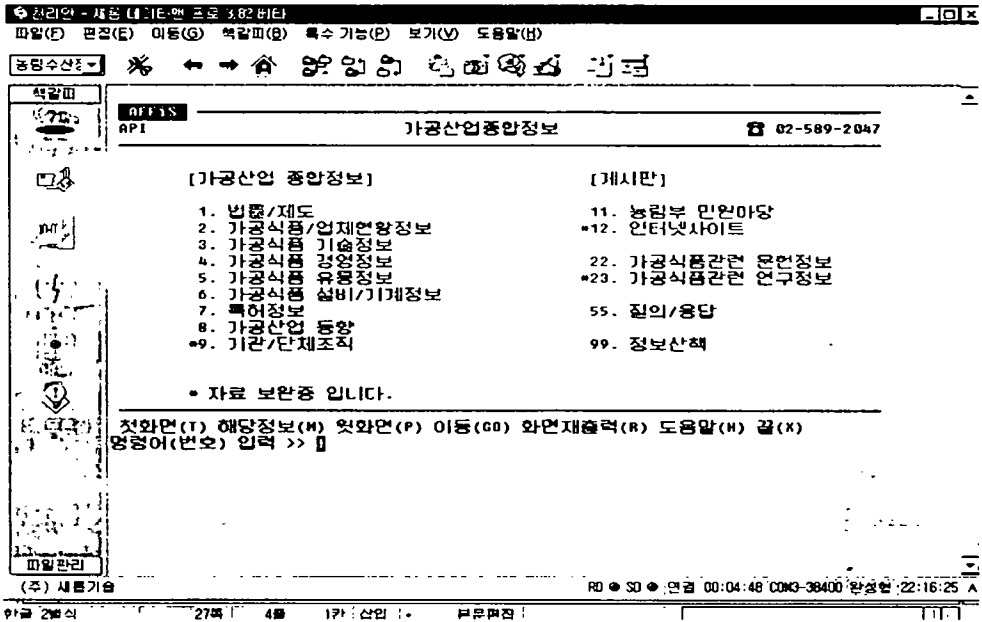 천리안 - 새롬 데이타맨 프로 3.82 베타
파일(F) 편집(E) 이동(G) 책갈피(B) 특수 기능(P) 보기(V) 도움말(H)
농림수산정
책갈피
AFFiS
API 가공산업종합정보 ☎ 02-589-2047
[가공산업 종합정보] [게시판]
1. 법률/제도 11. 농림부 민원마당
2. 가공식품/업체현황정보 *12. 인터넷사이트
3. 가공식품 기술정보
4. 가공식품 경영정보 22. 가공식품관련 문헌정보
5. 가공식품 유통정보 *23. 가공식품관련 연구정보
6. 가공식품 설비/기계정보
7. 특허정보 55. 질의/응답
8. 가공산업 동향
*9. 기관/단체조직 99. 정보산책
* 자료 보완중 입니다.
첫화면(T) 해당정보(M) 윗화면(P) 이동(GO) 화면재출력(R) 도움말(H) 끝(X)
명령어(번호) 입력 >>
파일관리
(주) 새롬기술 RD SD 연결 00:04:48 COM3-38400 완성형 22:16:25 A
한글 2벌식 27쪽 4줄 1칸 삽입 본문편집